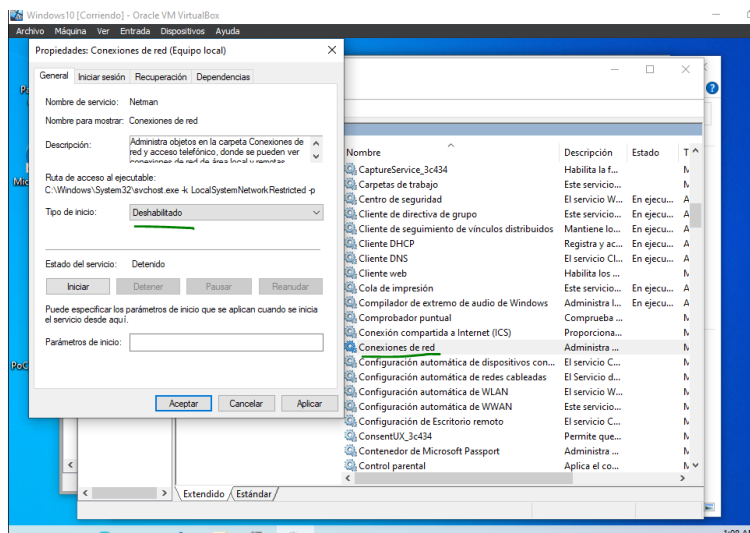 Windows10 [Corriendo] - Oracle VM VirtualBox
Archivo Máquina Ver Entrada Dispositivos Ayuda
Propiedades: Conexiones de red (Equipo local)
General Iniciar sesión Recuperación Dependencias
Nombre de servicio: Netman
Nombre para mostrar: Conexiones de red
Descripción: Administra objetos en la carpeta Conexiones de
red y acceso telefónico, donde se pueden ver
conexiones de red de área local y remotas
Ruta de acceso al ejecutable:
C:\Windows\System32\svchost.exe -k LocalSystemNetworkRestricted -p
Tipo de inicio: Deshabilitado
Estado del servicio: Detenido
Iniciar Detener Pausar Reanudar
Puede especificar los parámetros de inicio que se aplican cuando se inicia
el servicio desde aquí.
Parámetros de inicio:
Aceptar Cancelar Aplicar
Nombre Descripción Estado T
CaptureService_3c434 Habilita la f...
Carpetas de trabajo Este servicio...
Centro de seguridad El servicio W... En ejecu... A
Cliente de directiva de grupo Este servicio... En ejecu... A
Cliente de seguimiento de vínculos distribuidos Mantiene lo... En ejecu... A
Cliente DHCP Registra y ac... En ejecu... A
Cliente DNS El servicio Cl... En ejecu... A
Cliente web Habilita los ...
Cola de impresión Este servicio... En ejecu... A
Compilador de extremo de audio de Windows Administra l... En ejecu... A
Comprobador puntual Comprueba ...
Conexión compartida a Internet (ICS) Proporciona...
Conexiones de red Administra ...
Configuración automática de dispositivos con... El servicio C...
Configuración automática de redes cableadas El Servicio d...
Configuración automática de WLAN El servicio W...
Configuración automática de WWAN Este servicio...
Configuración de Escritorio remoto El servicio C...
ConsentUX_3c434 Permite que...
Contenedor de Microsoft Passport Administra ...
Control parental Aplica el co...
Extendido Estándar